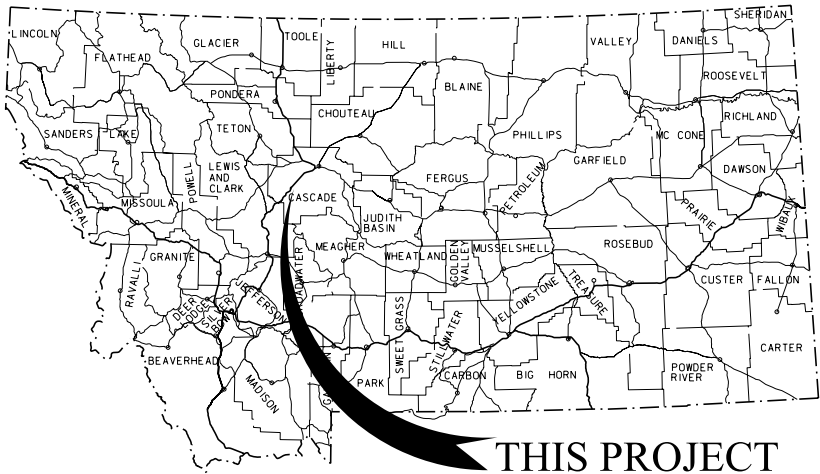 LINCOLN
FLATHEAD
GLACIER
TOOLE
LIBERTY
HILL
BLAINE
VALLEY
DANIELS
SHERIDAN
ROOSEVELT
PONDERA
CHOUTEAU
PHILLIPS
RICHLAND
SANDERS
LAKE
TETON
MC CONE
GARFIELD
DAWSON
MINERAL
MISSOULA
POWELL
LEWIS
AND
CLARK
CASCADE
FERGUS
PETROLEUM
JUDITH
BASIN
PRAIRIE
WIBAUX
RAVALLI
GRANITE
MEAGHER
WHEATLAND
GOLDEN
VALLEY
MUSSELSHELL
ROSEBUD
CUSTER
FALLON
DEER
LODGE
SILVER
BOW
JEFFERSON
SWEET GRASS
STILLWATER
YELLOWSTONE
TREASURE
BEAVERHEAD
MADISON
PARK
CARBON
BIG HORN
POWDER
RIVER
CARTER
THIS PROJECT